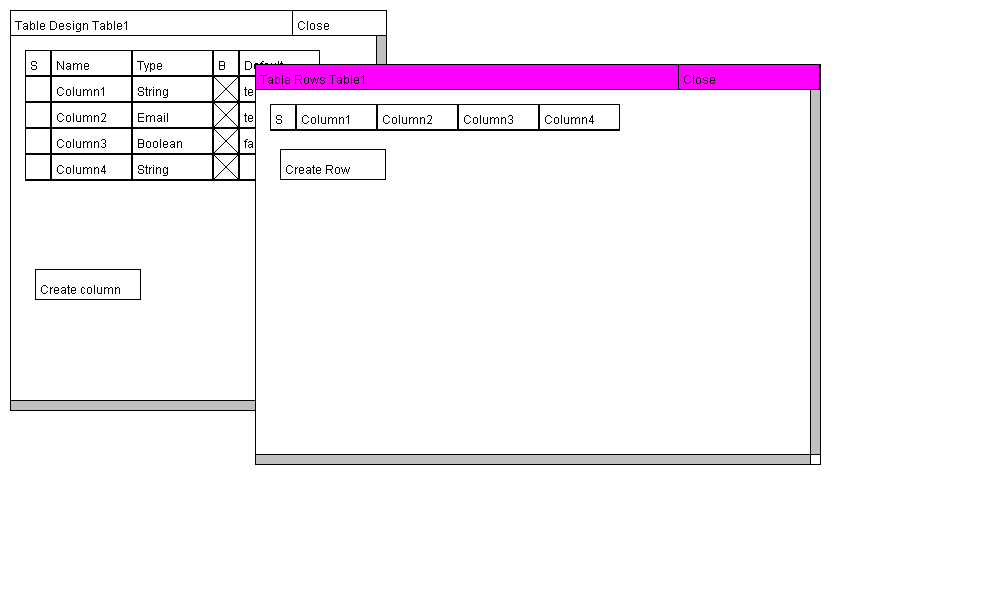 Table Design Table1 Close
S Name Type B Default
Column1 String te
Column2 Email te
Column3 Boolean fa
Column4 String
Create column
Table Rows Table1 Close
S Column1 Column2 Column3 Column4
Create Row